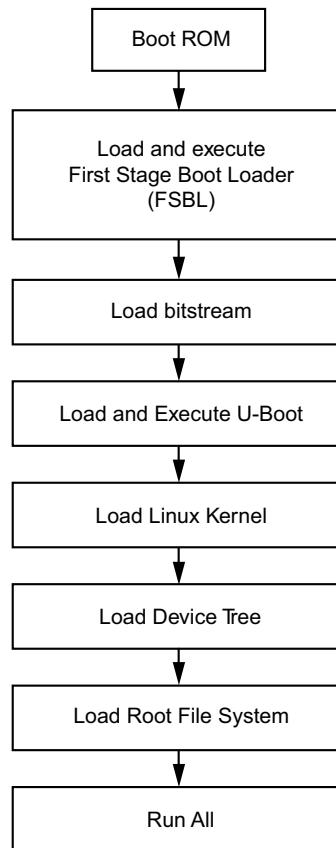 Boot ROM
Load and execute
First Stage Boot Loader
(FSBL)
Load bitstream
Load and Execute U-Boot
Load Linux Kernel
Load Device Tree
Load Root File System
Run All